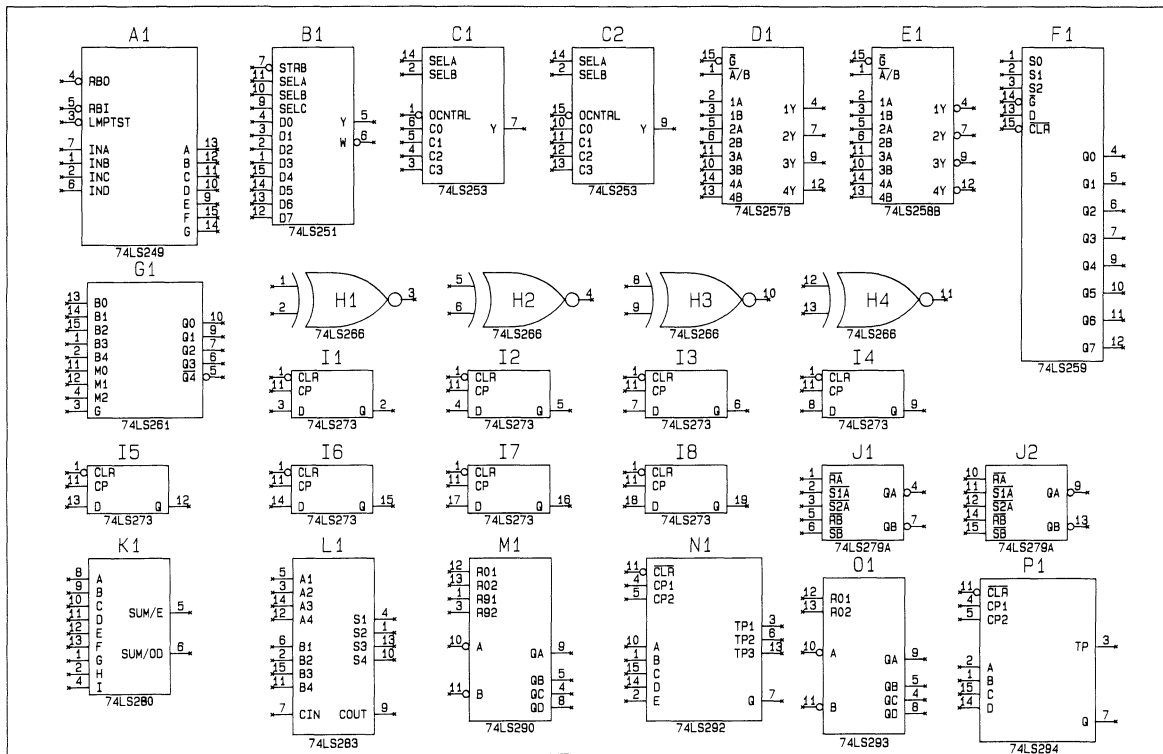 A1
4 RBO
5 RBI
3 LMPTST
7 INA A 13
1 INB B 12
2 INC C 11
6 IND D 10
E 9
F 15
G 14
74LS249
B1
7 STRB
11 SELA
10 SELB
9 SELC
4 D0 Y 5
3 D1 W 6
2 D2
1 D3
15 D4
14 D5
13 D6
12 D7
74LS251
C1
14 SELA
2 SELB
1 OCNTRL
6 C0 Y 7
5 C1
4 C2
3 C3
74LS253
C2
14 SELA
2 SELB
15 OCNTRL
10 C0 Y 9
11 C1
12 C2
13 C3
74LS253
D1
15 G
1 A/B
2 1A 1Y 4
3 1B
5 2A 2Y 7
6 2B
11 3A 3Y 9
10 3B
14 4A 4Y 12
13 4B
74LS257B
E1
15 G
1 A/B
2 1A 1Y 4
3 1B
5 2A 2Y 7
6 2B
11 3A 3Y 9
10 3B
14 4A 4Y 12
13 4B
74LS258B
F1
1 S0
2 S1
3 S2
14 G
13 D
15 CLR
Q0 4
Q1 5
Q2 6
Q3 7
Q4 9
Q5 10
Q6 11
Q7 12
74LS259
G1
13 B0
14 B1 Q0 10
15 B2 Q1 9
1 B3 Q2 7
2 B4 Q3 6
11 M0 Q4 5
12 M1
4 M2
3 G
74LS261
1 2 H1 3
74LS266
5 6 H2 4
74LS266
8 9 H3 10
74LS266
12 13 H4 11
74LS266
I1
1 CLR
11 CP
3 D Q 2
74LS273
I2
1 CLR
11 CP
4 D Q 5
74LS273
I3
1 CLR
11 CP
7 D Q 6
74LS273
I4
1 CLR
11 CP
8 D Q 9
74LS273
I5
1 CLR
11 CP
13 D Q 12
74LS273
I6
1 CLR
11 CP
14 D Q 15
74LS273
I7
1 CLR
11 CP
17 D Q 16
74LS273
I8
1 CLR
11 CP
18 D Q 19
74LS273
J1
1 RA
2 S1A QA 4
3 S2A
5 RB QB 7
6 SB
74LS279A
J2
10 RA
11 S1A QA 9
12 S2A
14 RB QB 13
15 SB
74LS279A
K1
8 A
9 B
10 C SUM/E 5
11 D
12 E
13 F SUM/OD 6
1 G
2 H
4 I
74LS280
L1
5 A1
3 A2
14 A3 S1 4
12 A4 S2 1
6 B1 S3 13
2 B2 S4 10
15 B3
11 B4
7 CIN COUT 9
74LS283
M1
12 R01
13 R02
1 R91
3 R92
10 A QA 9
QB 5
11 B QC 4
QD 8
74LS290
N1
11 CLR
4 CP1
5 CP2
TP1 3
TP2 6
10 A TP3 13
1 B
15 C
14 D
2 E Q 7
74LS292
O1
12 R01
13 R02
10 A QA 9
QB 5
11 B QC 4
QD 8
74LS293
P1
11 CLR
4 CP1
5 CP2
TP 3
2 A
1 B
15 C
14 D Q 7
74LS294